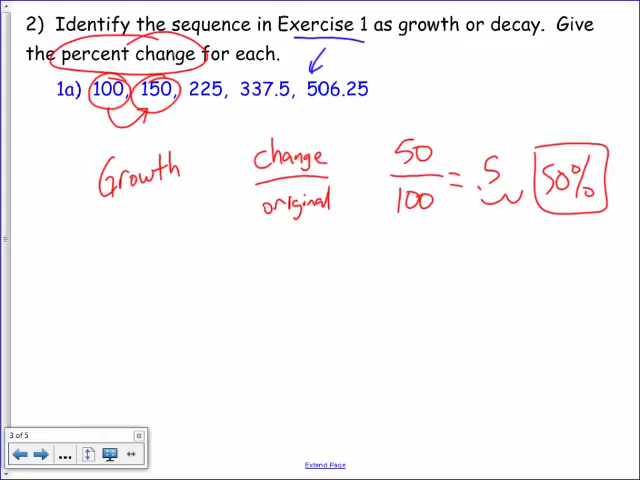 2) Identify the sequence in Exercise 1 as growth or decay. Give
the percent change for each.
1a) 100, 150, 225, 337.5, 506.25
Growth
change
original
50
100
= .5
50%
3 of 5
...
Extend Page